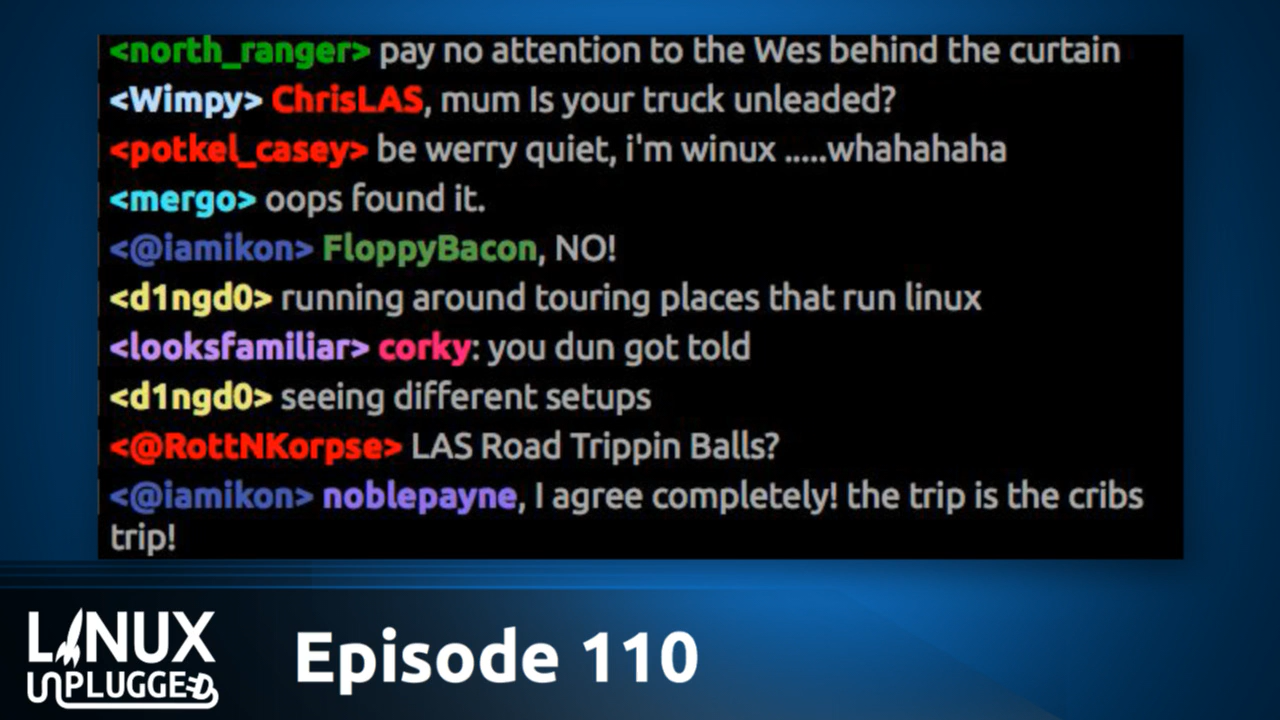 <north_ranger> pay no attention to the Wes behind the curtain
<Wimpy> ChrisLAS, mum Is your truck unleaded?
<potkel_casey> be werry quiet, i'm winux .....whahahaha
<mergo> oops found it.
<@iamikon> FloppyBacon, NO!
<d1ngd0> running around touring places that run linux
<looksfamiliar> corky: you dun got told
<d1ngd0> seeing different setups
<@RottNKorpse> LAS Road Trippin Balls?
<@iamikon> noblepayne, I agree completely! the trip is the cribs
trip!
LINUX
UNPLUGGED
Episode 110